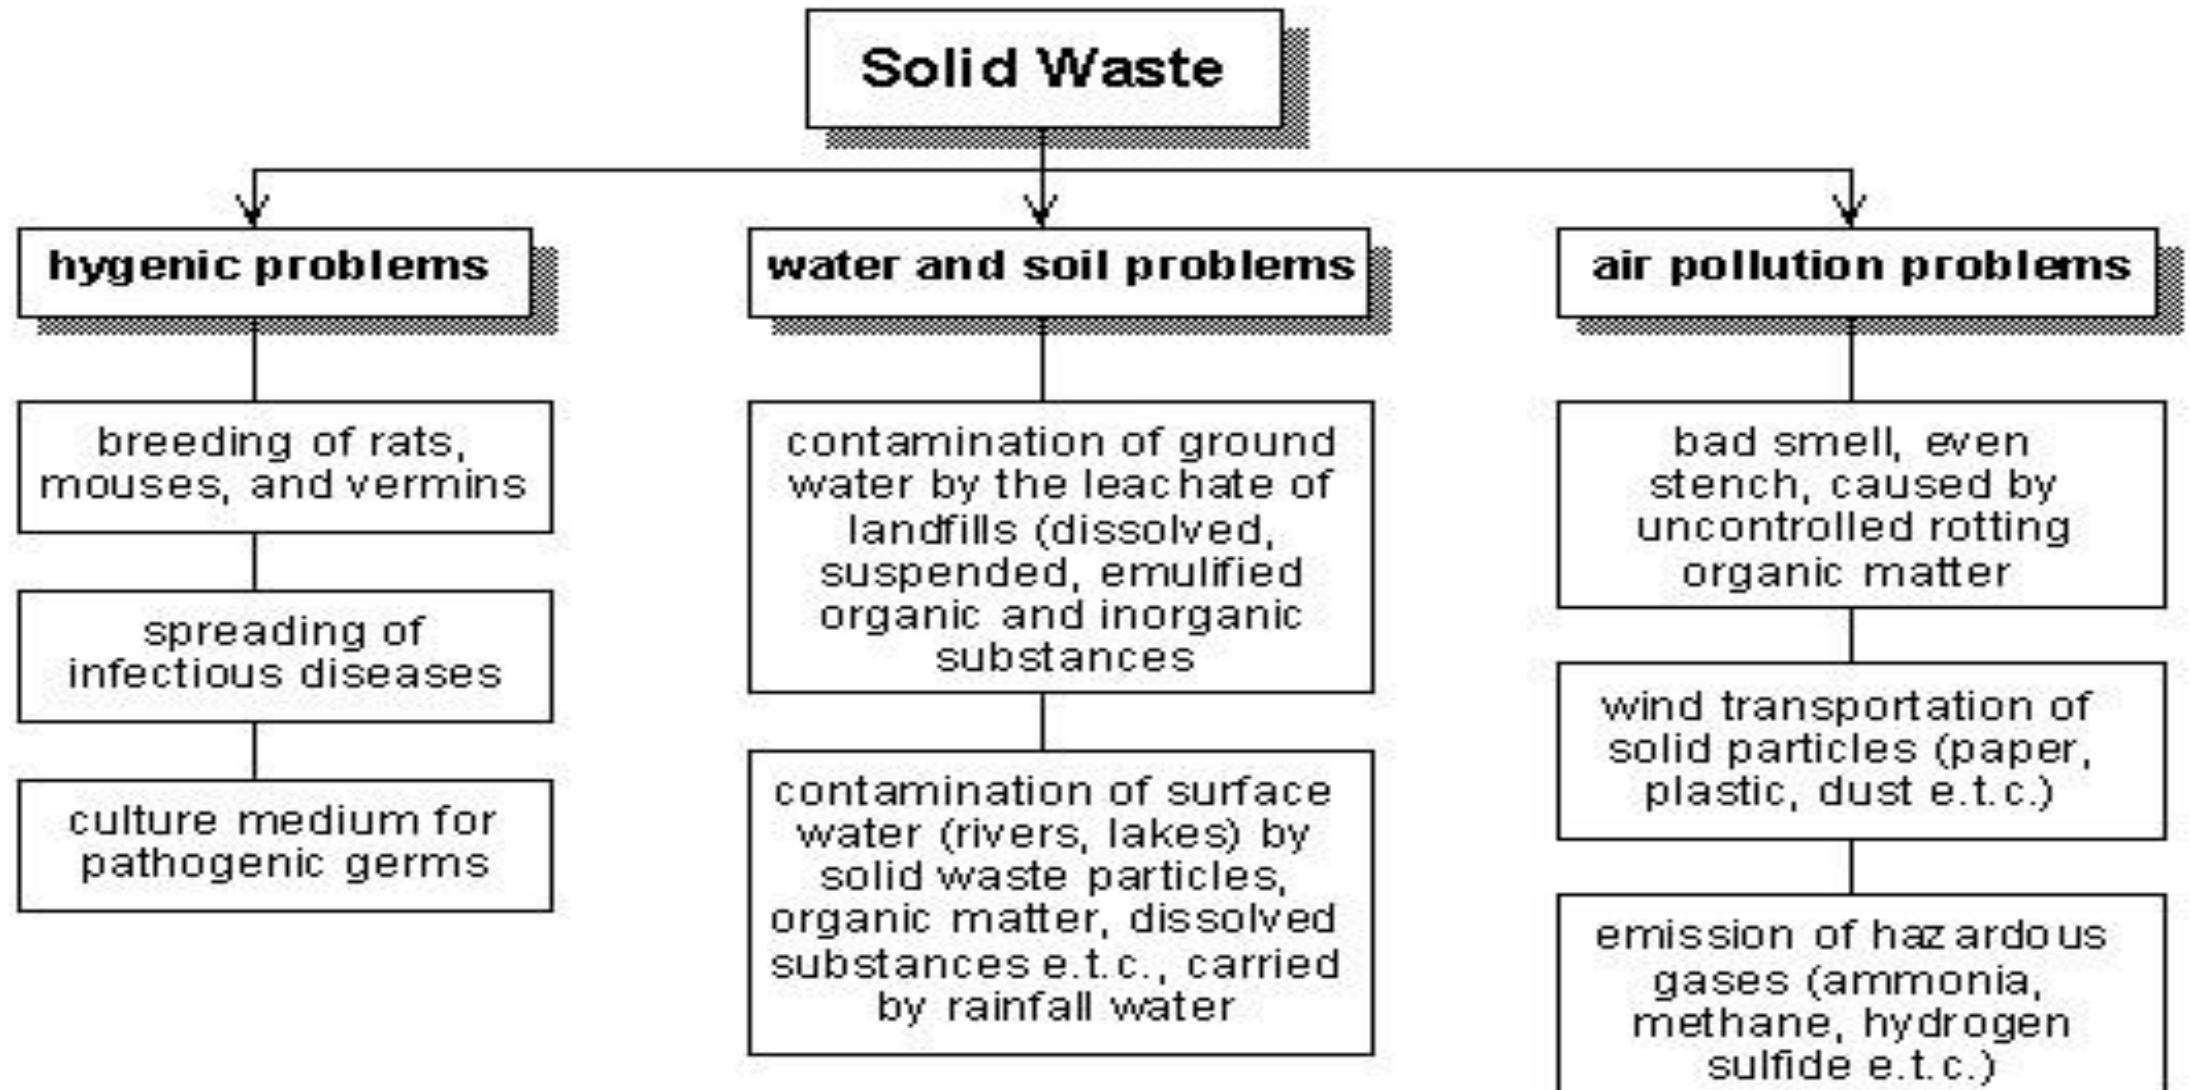 Solid Waste
hygenic problems
breeding of rats,
mouses, and vermins
spreading of
infectious diseases
culture medium for
pathogenic germs
water and soil problems
contamination of ground
water by the leachate of
landfills (dissolved,
suspended, emulified
organic and inorganic
substances
contamination of surface
water (rivers, lakes) by
solid waste particles,
organic matter, dissolved
substances e.t.c., carried
by rainfall water
air pollution problems
bad smell, even
stench, caused by
uncontrolled rotting
organic matter
wind transportation of
solid particles (paper,
plastic, dust e.t.c.)
emission of hazardous
gases (ammonia,
methane, hydrogen
sulfide e.t.c.)